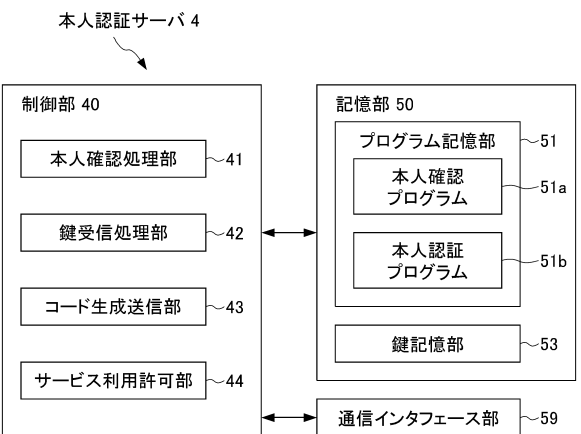 本人認証サーバ 4
制御部 40
本人確認処理部
41
鍵受信処理部
42
コード生成送信部
43
サービス利用許可部
44
記憶部 50
プログラム記憶部
51
本人確認
プログラム
51a
本人認証
プログラム
51b
鍵記憶部
53
通信インタフェース部
59